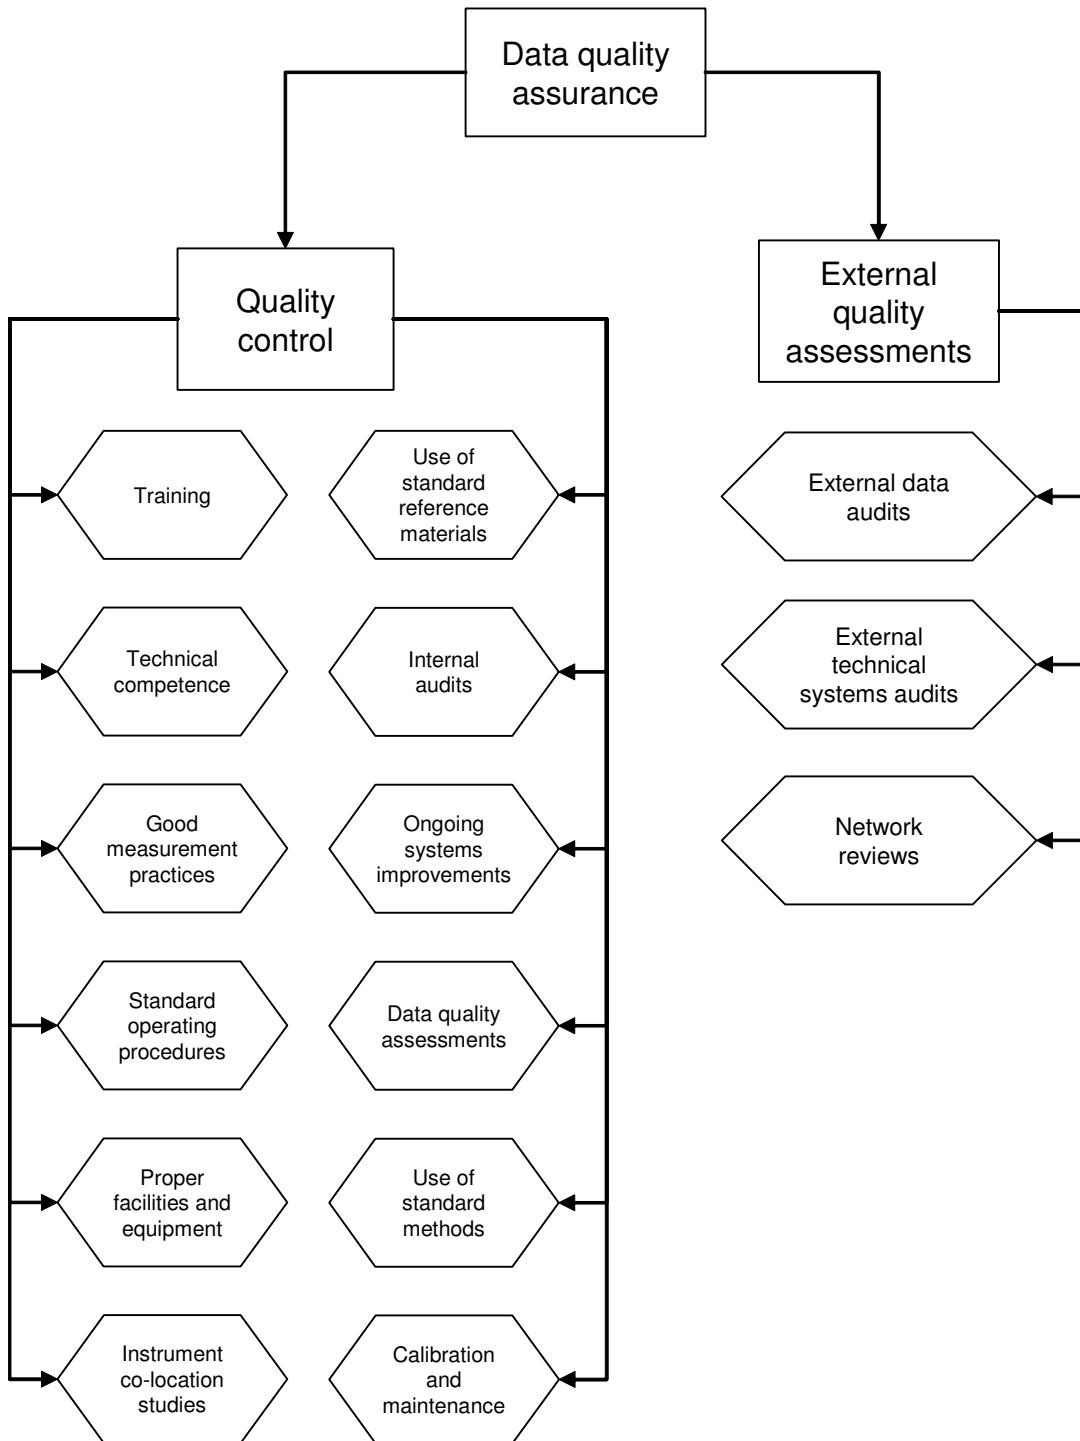 Data quality
assurance
Quality
control
External
quality
assessments
Training
Use of
standard
reference
materials
External data
audits
Technical
competence
Internal
audits
External
technical
systems audits
Good
measurement
practices
Ongoing
systems
improvements
Network
reviews
Standard
operating
procedures
Data quality
assessments
Proper
facilities and
equipment
Use of
standard
methods
Instrument
co-location
studies
Calibration
and
maintenance